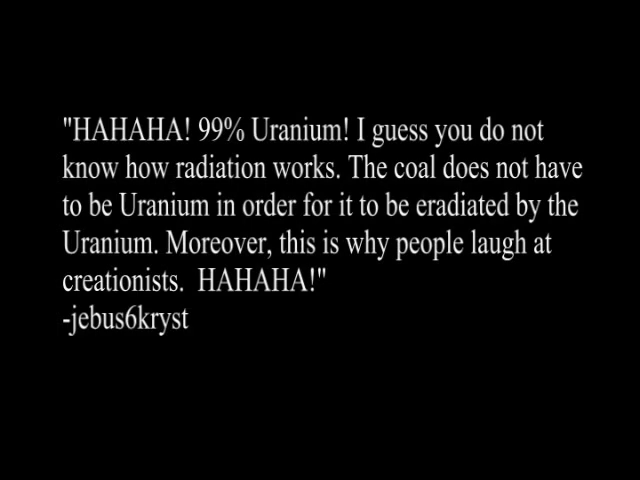 "HAHAHA! 99% Uranium! I guess you do not
know how radiation works. The coal does not have
to be Uranium in order for it to be eradiated by the
Uranium. Moreover, this is why people laugh at
creationists.  HAHAHA!"
-jebus6kryst